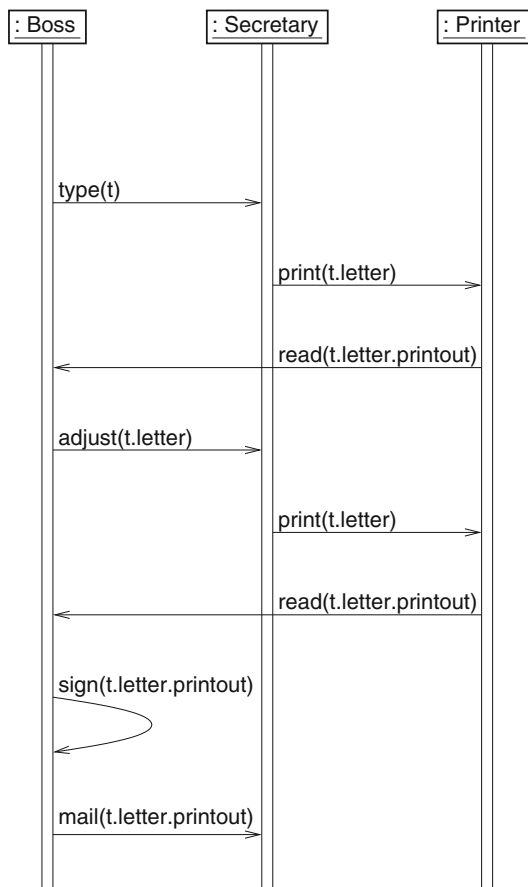 : Boss
: Secretary
: Printer
type(t)
print(t.letter)
read(t.letter.printout)
adjust(t.letter)
print(t.letter)
read(t.letter.printout)
sign(t.letter.printout)
mail(t.letter.printout)